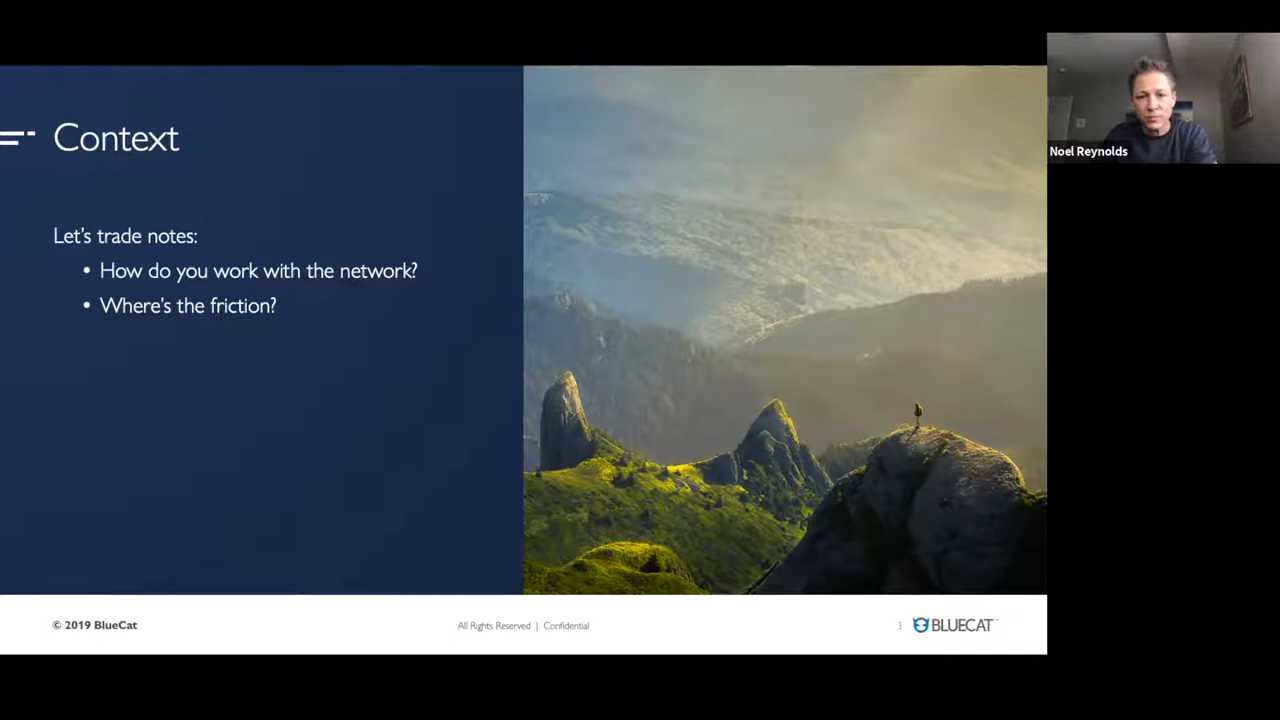 Context
Let's trade notes:
• How do you work with the network?
• Where's the friction?
© 2019 BlueCat
All Rights Reserved | Confidential
3
BLUECAT™
Noel Reynolds